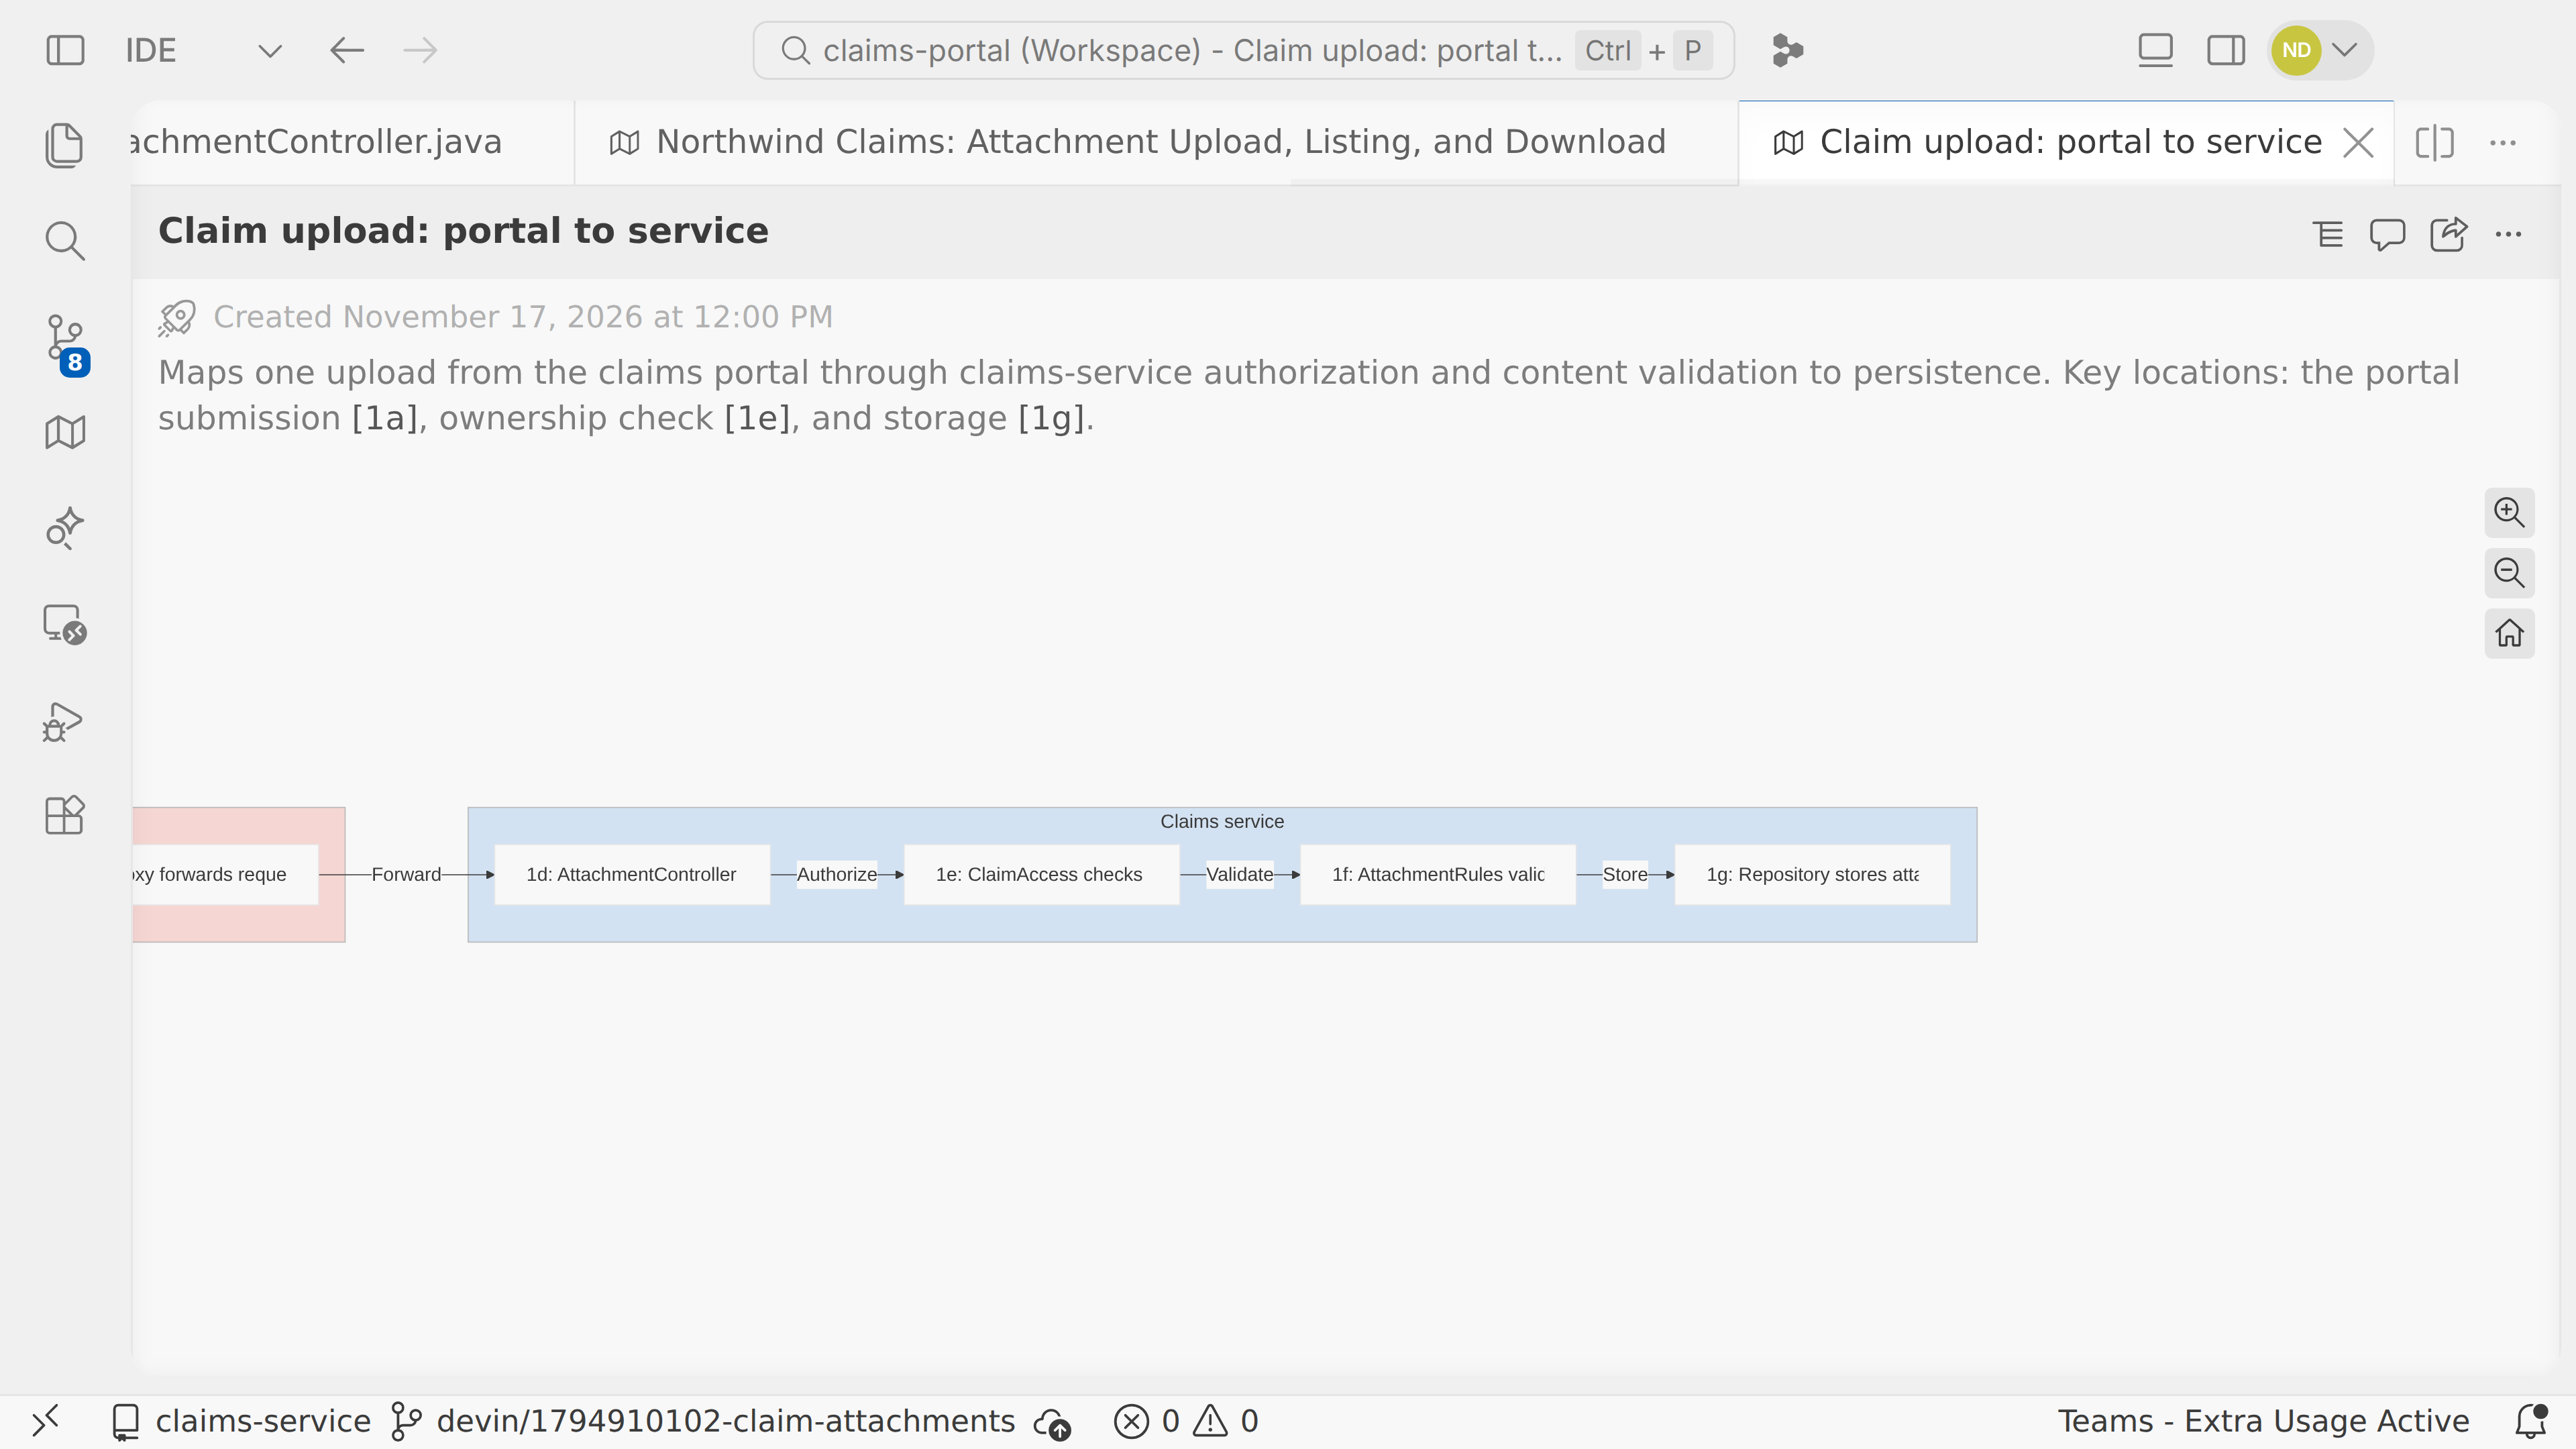 IDE
claims-portal (Workspace) - Claim upload: portal t... Ctrl + P
ND
achmentController.java
Northwind Claims: Attachment Upload, Listing, and Download
Claim upload: portal to service
Claim upload: portal to service
Created November 17, 2026 at 12:00 PM
Maps one upload from the claims portal through claims-service authorization and content validation to persistence. Key locations: the portal
submission [1a], ownership check [1e], and storage [1g].
8
Claims service
oxy forwards reque
Forward
1d: AttachmentController
Authorize
1e: ClaimAccess checks
Validate
1f: AttachmentRules valic
Store
1g: Repository stores atta
claims-service
devin/1794910102-claim-attachments
0
0
Teams - Extra Usage Active